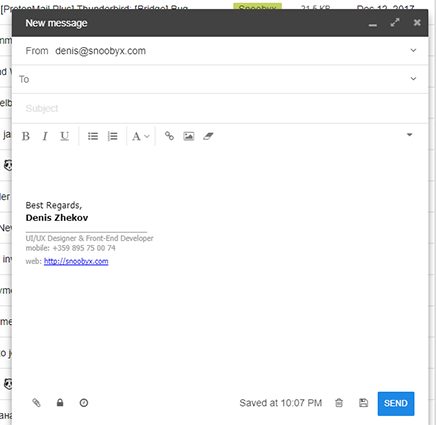 [ProtonMail Plus] Thunderbird: [Bridge] Bug
Snoobyx
21.5 KB
Dec 12, 2017
New message
From denis@snoobyx.com
To
Subject
B I U A
Best Regards,
Denis Zhekov
UI/UX Designer & Front-End Developer
mobile: +359 895 75 00 74
web: http://snoobyx.com
Saved at 10:07 PM
SEND